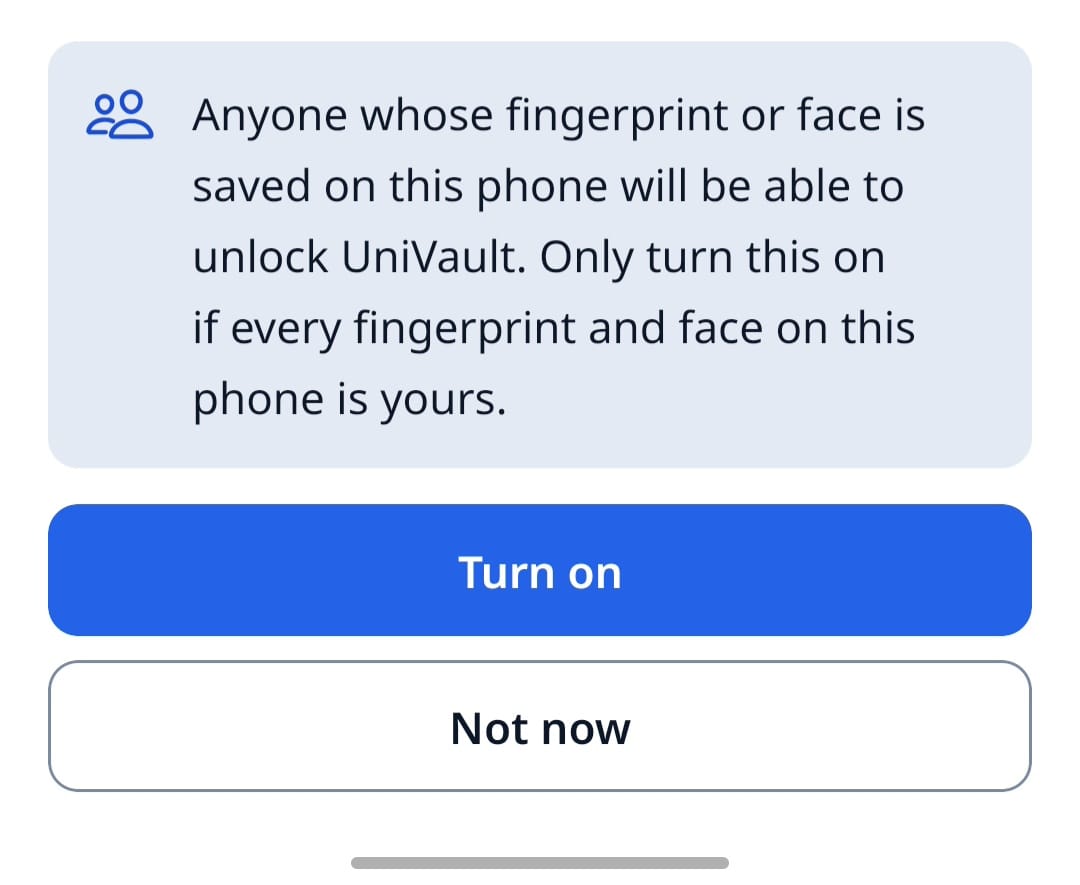 Anyone whose fingerprint or face is
saved on this phone will be able to
unlock UniVault. Only turn this on
if every fingerprint and face on this
phone is yours.
Turn on
Not now